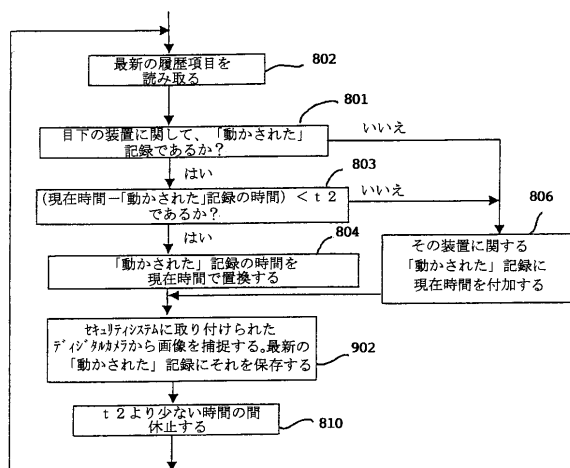 最新の履歴項目を
読み取る
802
801
目下の装置に関して、「動かされた」
記録であるか?
いいえ
はい
803
(現在時間－「動かされた」記録の時間) ＜ｔ２
であるか?
いいえ
はい
804
「動かされた」記録の時間を
現在時間で置換する
806
その装置に関する
「動かされた」記録に
現在時間を付加する
ｾｷｭﾘﾃｨｼｽﾃﾑに取り付けられた
ﾃﾞｨｼﾞﾀﾙｶﾒﾗから画像を捕捉する。最新の
「動かされた」記録にそれを保存する
902
ｔ２より少ない時間の間
休止する
810